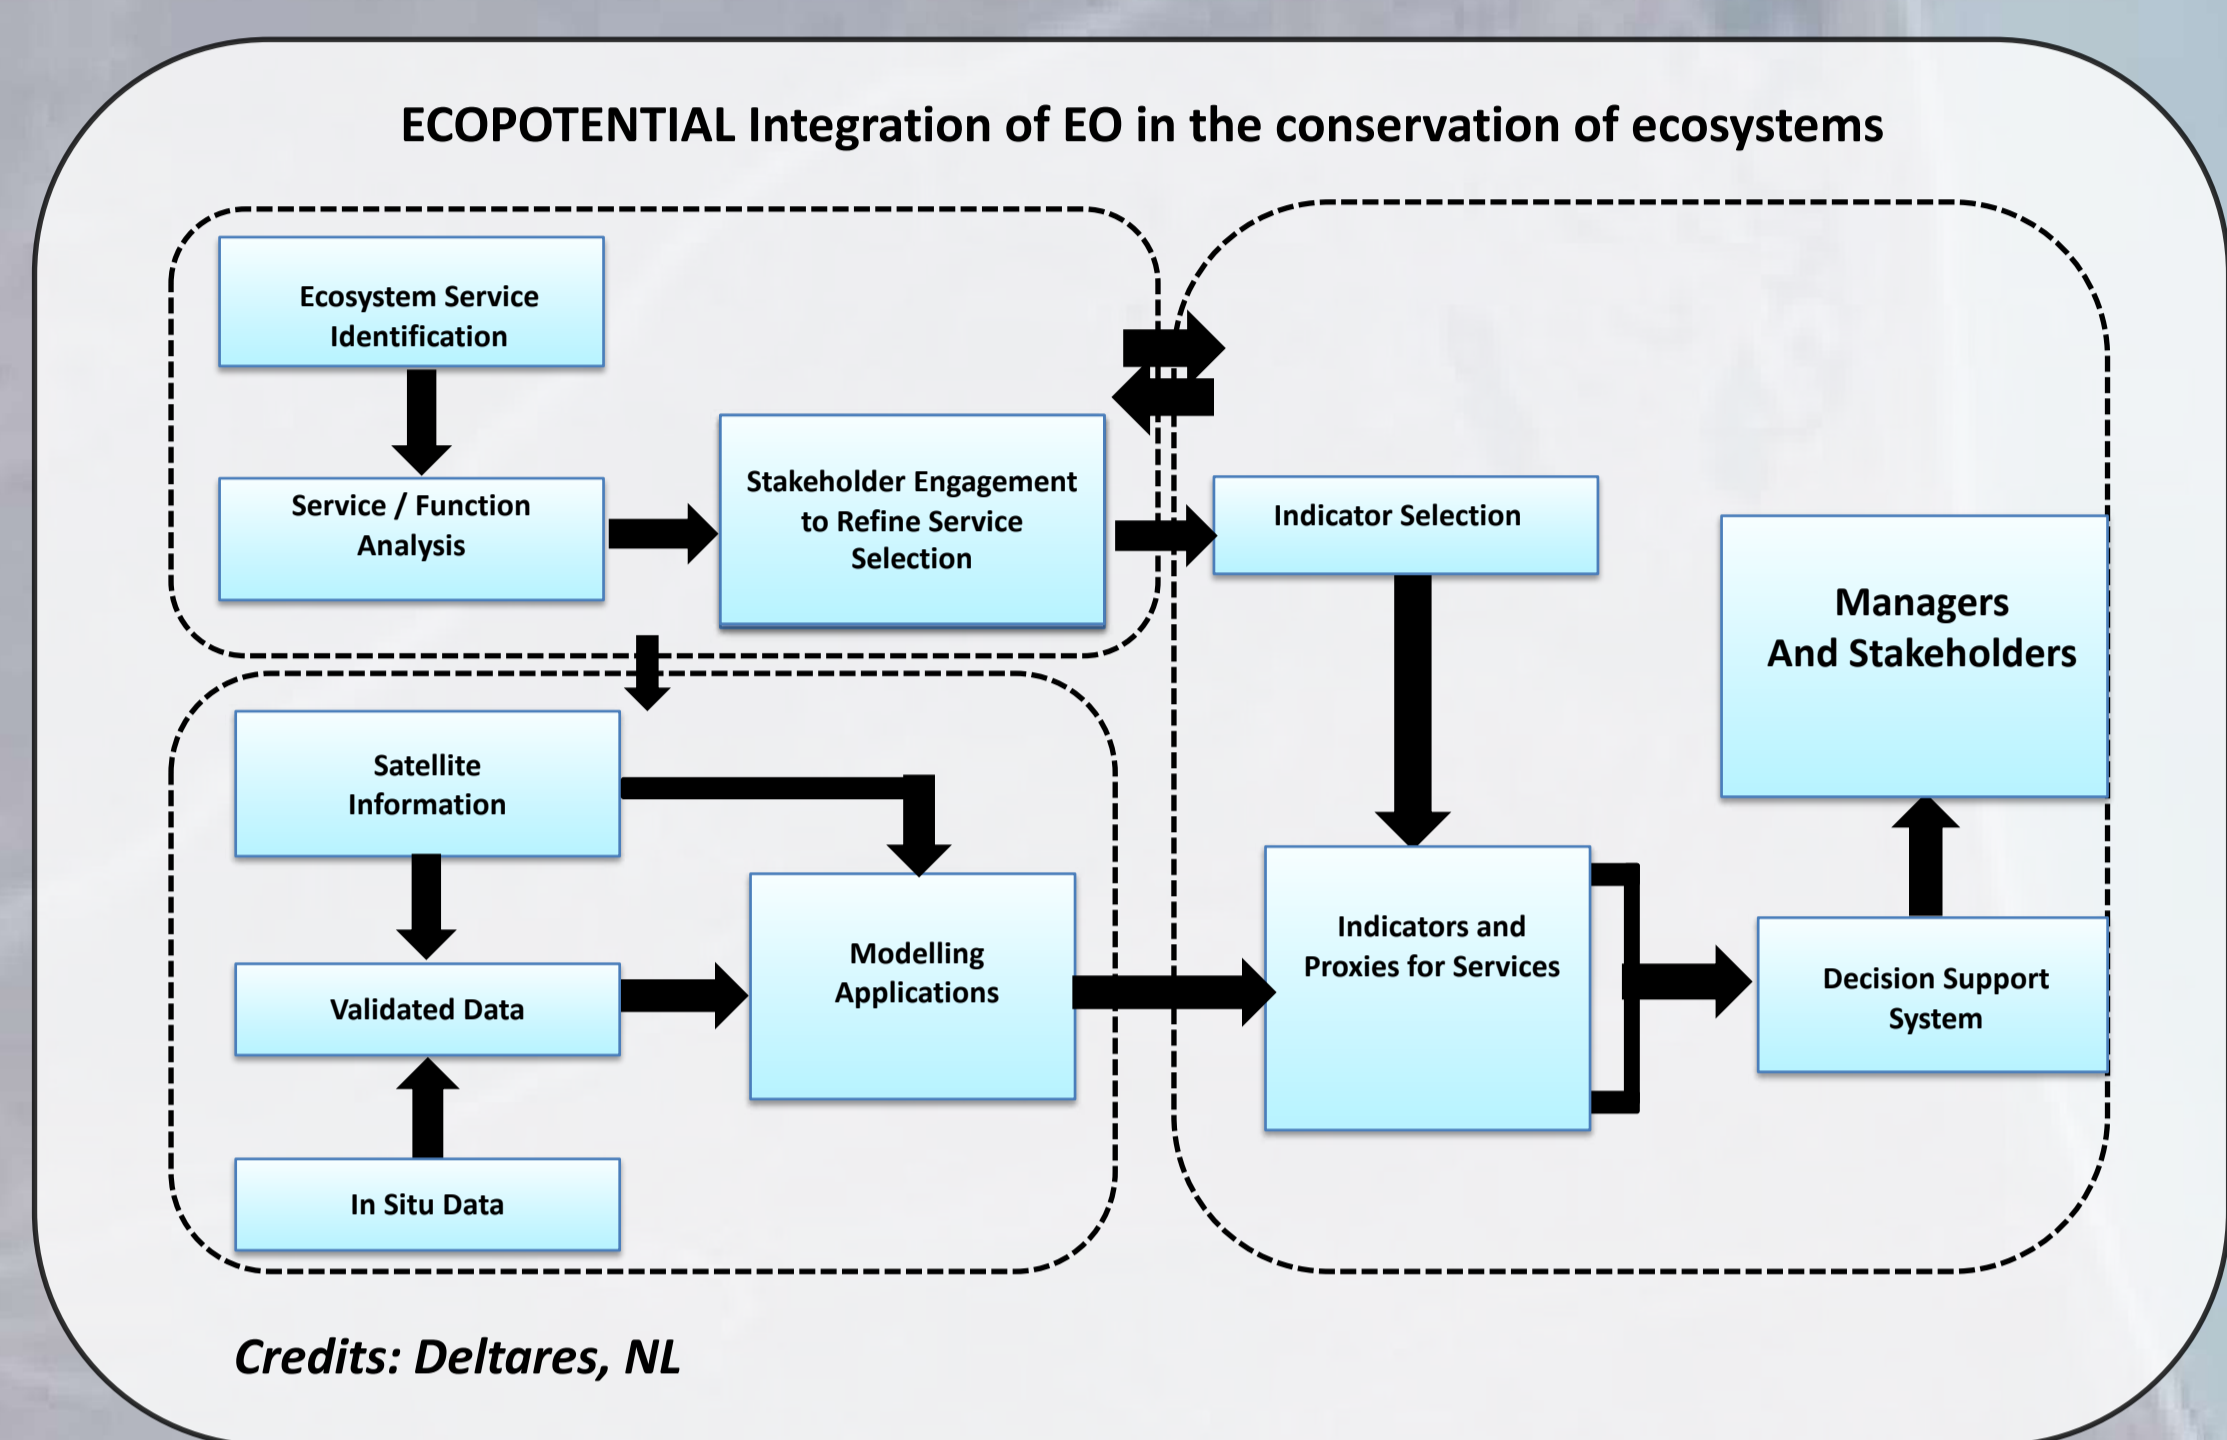 ECOPOTENTIAL Integration of EO in the conservation of ecosystems
Ecosystem Service
Identification
Service / Function
Analysis
Stakeholder Engagement
to Refine Service
Selection
Indicator Selection
Managers
And Stakeholders
Satellite
Information
Validated Data
In Situ Data
Modelling
Applications
Indicators and
Proxies for Services
Decision Support
System
Credits: Deltares, NL